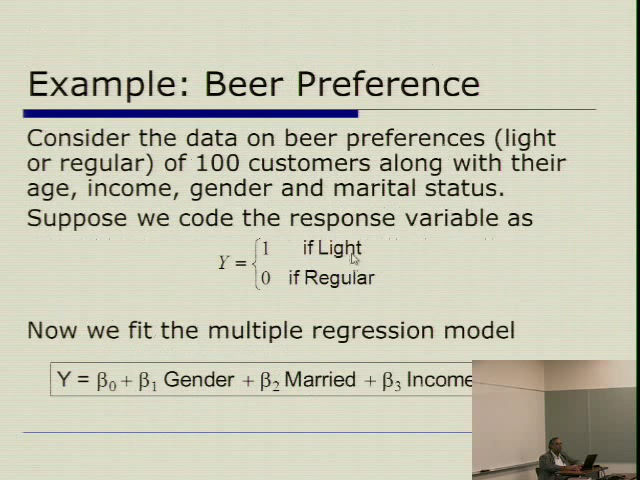 Example: Beer Preference
Consider the data on beer preferences (light
or regular) of 100 customers along with their
age, income, gender and marital status.
Suppose we code the response variable as
Y = { 1 if Light
0 if Regular
Now we fit the multiple regression model
Y = β0 + β1 Gender + β2 Married + β3 Income